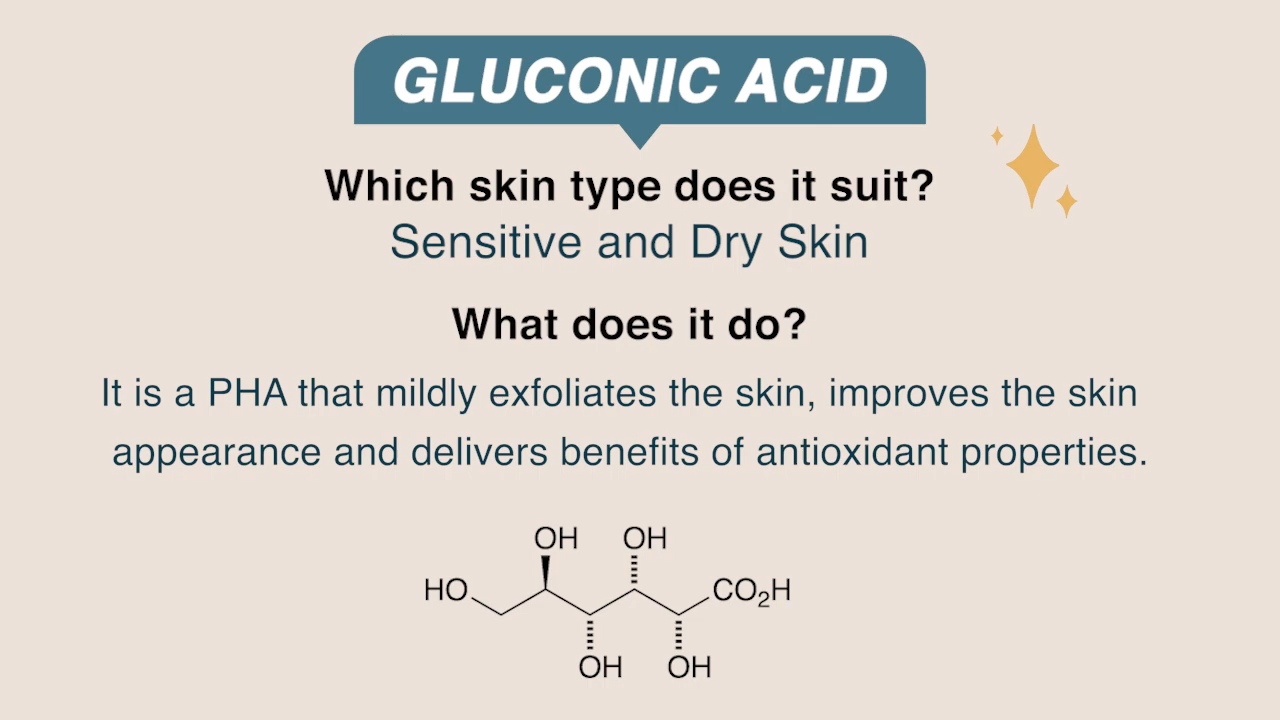 GLUCONIC ACID
Which skin type does it suit?
Sensitive and Dry Skin
What does it do?
It is a PHA that mildly exfoliates the skin, improves the skin
appearance and delivers benefits of antioxidant properties.
OH OH
HO CO₂H
OH OH